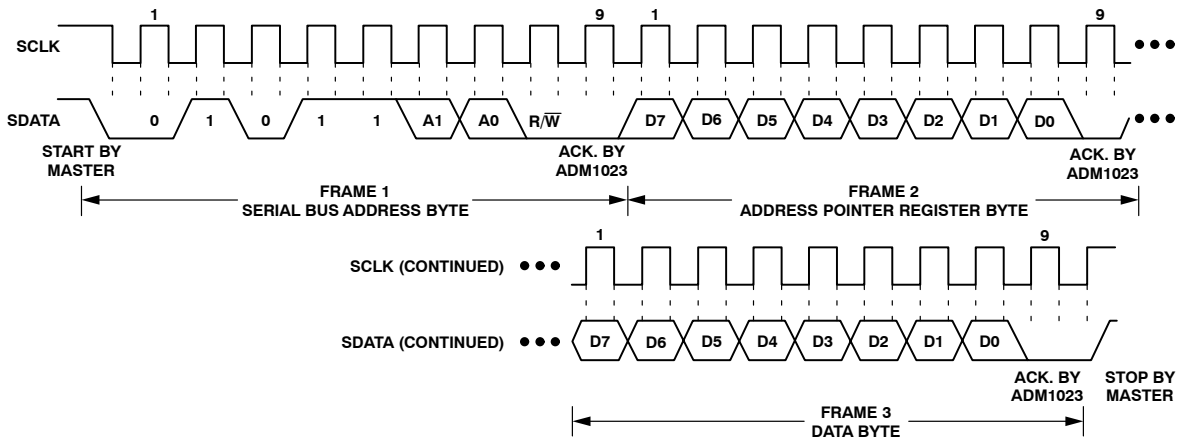 1 9 1 9
SCLK
SDATA 0 1 0 1 1 A1 A0 R/W̅ D7 D6 D5 D4 D3 D2 D1 D0
START BY
MASTER
ACK. BY
ADM1023
ACK. BY
ADM1023
FRAME 1
SERIAL BUS ADDRESS BYTE
FRAME 2
ADDRESS POINTER REGISTER BYTE
1 9
SCLK (CONTINUED)
SDATA (CONTINUED) D7 D6 D5 D4 D3 D2 D1 D0
ACK. BY
ADM1023
STOP BY
MASTER
FRAME 3
DATA BYTE